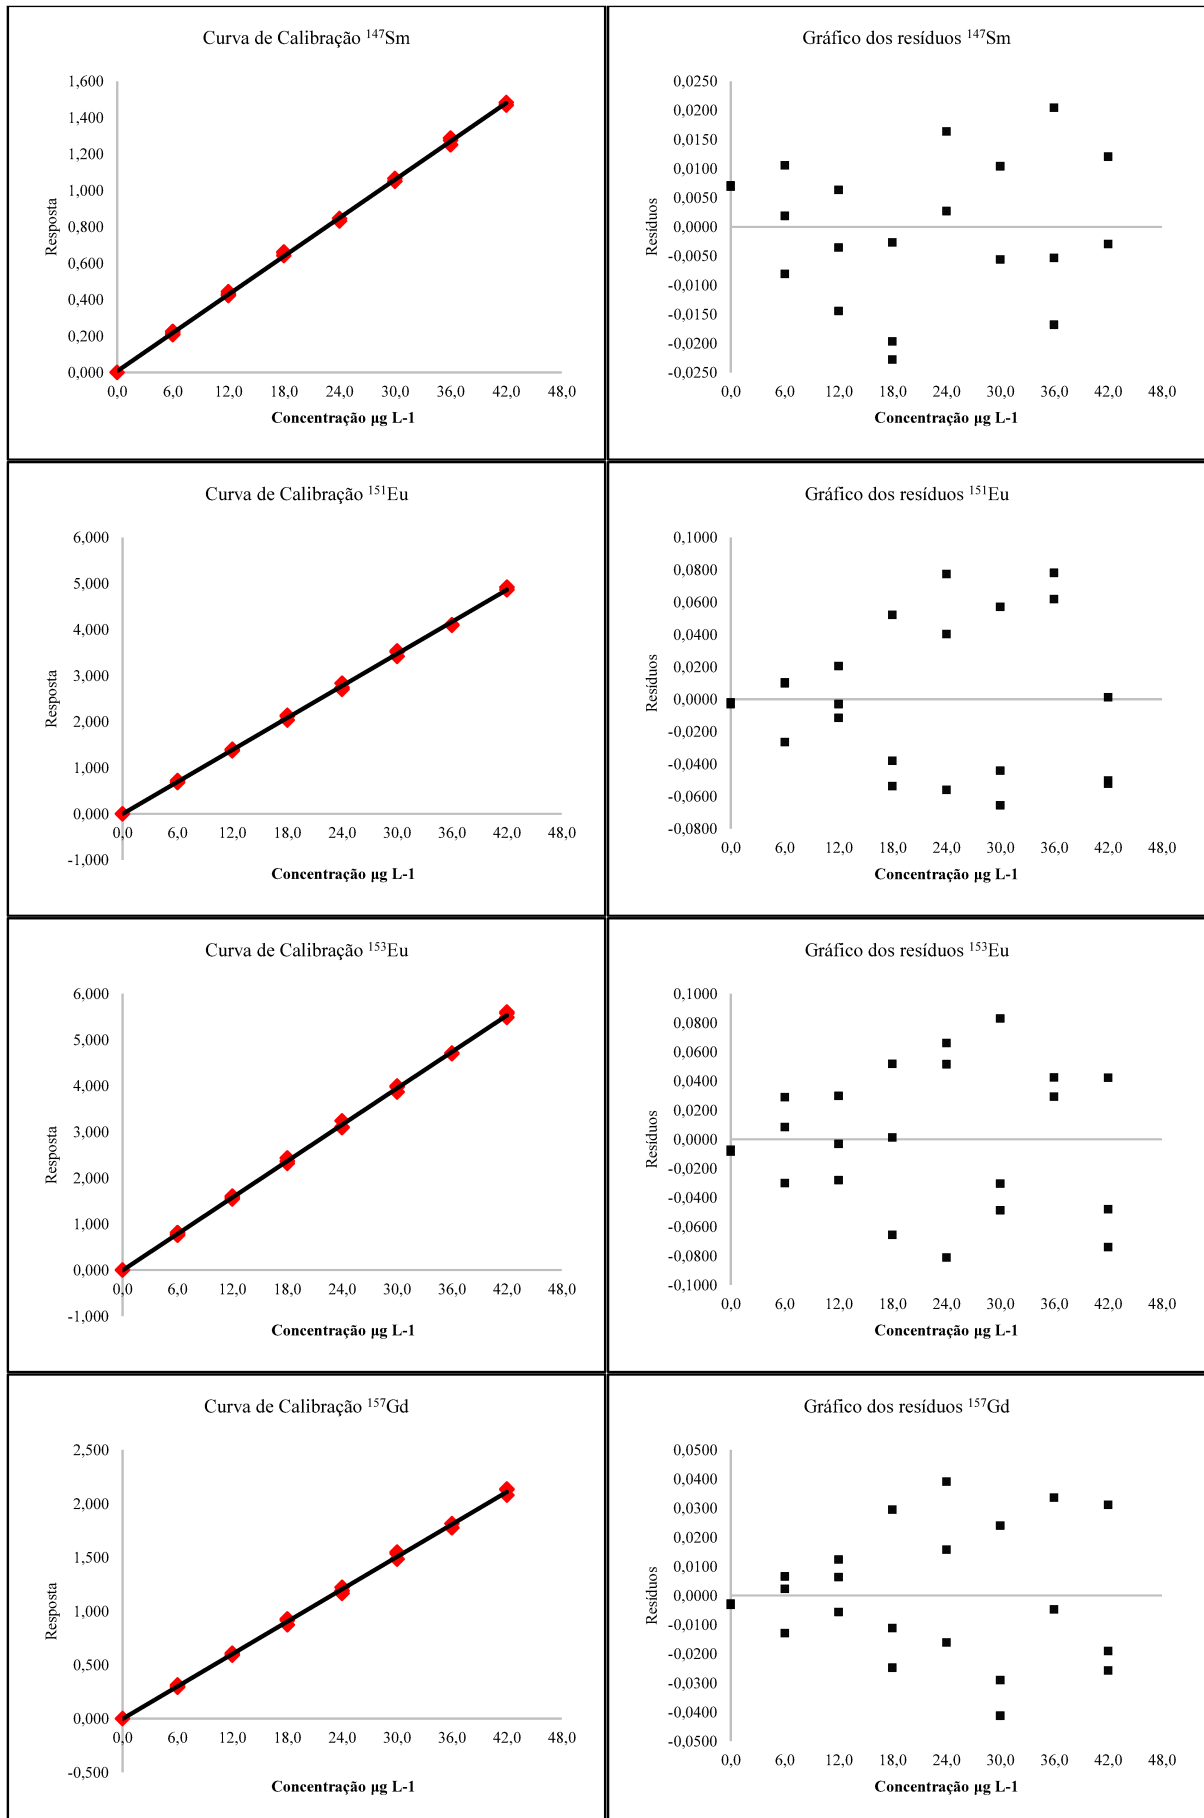 Curva de Calibração ¹⁴⁷Sm
1,600
1,400
1,200
1,000
0,800
0,600
0,400
0,200
0,000
Resposta
0,0 6,0 12,0 18,0 24,0 30,0 36,0 42,0 48,0
Concentração µg L-1
Gráfico dos resíduos ¹⁴⁷Sm
0,0250
0,0200
0,0150
0,0100
0,0050
0,0000
-0,0050
-0,0100
-0,0150
-0,0200
-0,0250
Resíduos
0,0 6,0 12,0 18,0 24,0 30,0 36,0 42,0 48,0
Concentração µg L-1
Curva de Calibração ¹⁵¹Eu
6,000
5,000
4,000
3,000
2,000
1,000
0,000
-1,000
Resposta
0,0 6,0 12,0 18,0 24,0 30,0 36,0 42,0 48,0
Concentração µg L-1
Gráfico dos resíduos ¹⁵¹Eu
0,1000
0,0800
0,0600
0,0400
0,0200
0,0000
-0,0200
-0,0400
-0,0600
-0,0800
Resíduos
0,0 6,0 12,0 18,0 24,0 30,0 36,0 42,0 48,0
Concentração µg L-1
Curva de Calibração ¹⁵³Eu
6,000
5,000
4,000
3,000
2,000
1,000
0,000
-1,000
Resposta
0,0 6,0 12,0 18,0 24,0 30,0 36,0 42,0 48,0
Concentração µg L-1
Gráfico dos resíduos ¹⁵³Eu
0,1000
0,0800
0,0600
0,0400
0,0200
0,0000
-0,0200
-0,0400
-0,0600
-0,0800
-0,1000
Resíduos
0,0 6,0 12,0 18,0 24,0 30,0 36,0 42,0 48,0
Concentração µg L-1
Curva de Calibração ¹⁵⁷Gd
2,500
2,000
1,500
1,000
0,500
0,000
-0,500
Resposta
0,0 6,0 12,0 18,0 24,0 30,0 36,0 42,0 48,0
Concentração µg L-1
Gráfico dos resíduos ¹⁵⁷Gd
0,0500
0,0400
0,0300
0,0200
0,0100
0,0000
-0,0100
-0,0200
-0,0300
-0,0400
-0,0500
Resíduos
0,0 6,0 12,0 18,0 24,0 30,0 36,0 42,0 48,0
Concentração µg L-1